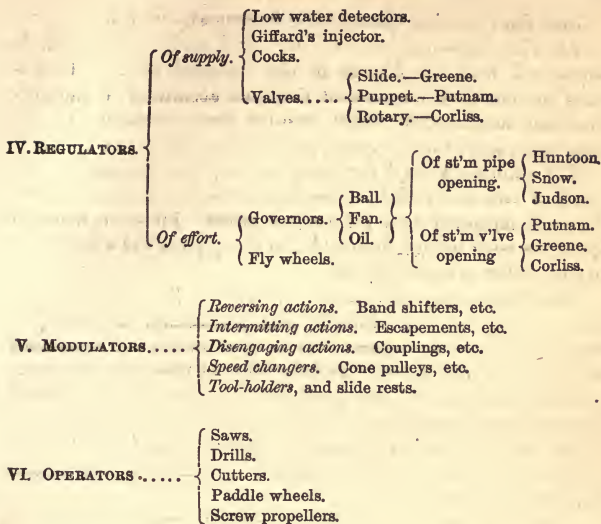 Low water detectors.
Giffard's injector.
Of supply. Cocks.
Valves..... Slide.—Greene.
Puppet.—Putnam.
Rotary.—Corliss.
IV. REGULATORS.
Of st'm pipe opening. Huntoon.
Snow.
Judson.
Of effort. Governors. Ball.
Fan.
Oil.
Of st'm v'lve opening Putnam.
Greene.
Corliss.
Fly wheels.
Reversing actions. Band shifters, etc.
Intermitting actions. Escapements, etc.
V. MODULATORS..... Disengaging actions. Couplings, etc.
Speed changers. Cone pulleys, etc.
Tool-holders, and slide rests.
Saws.
Drills.
VI. OPERATORS...... Cutters.
Paddle wheels.
Screw propellers.